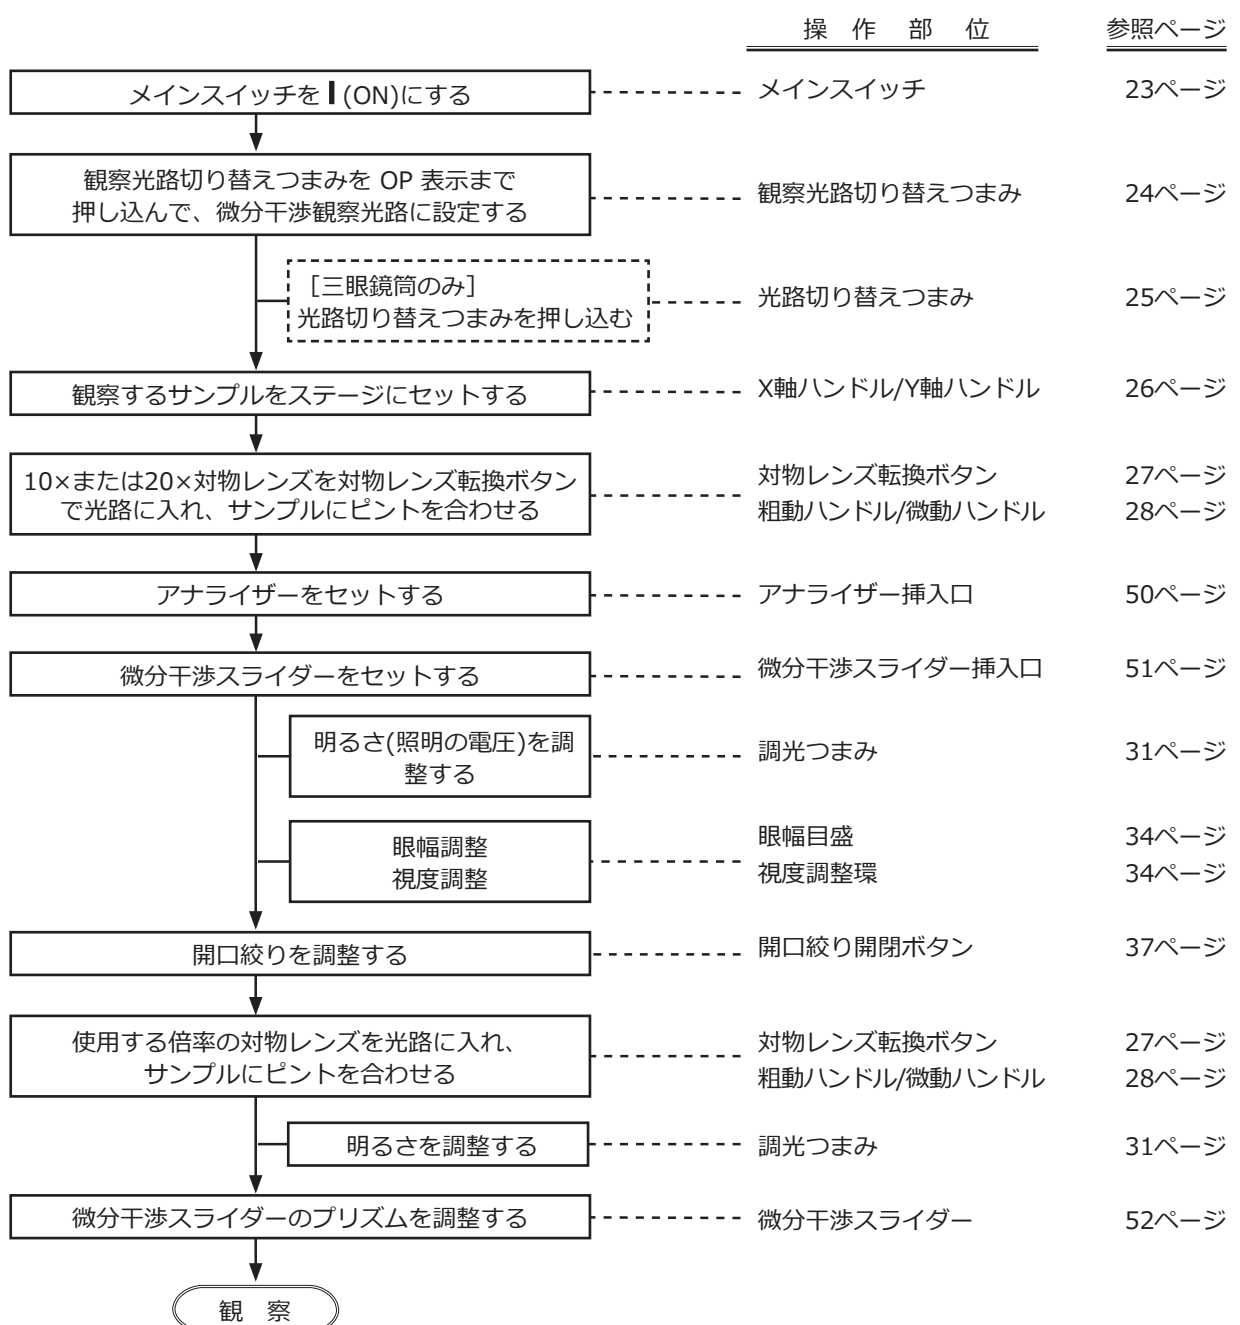 操 作 部 位 参照ページ
メインスイッチを I (ON)にする メインスイッチ 23ページ
観察光路切り替えつまみを OP 表示まで
押し込んで、微分干渉観察光路に設定する
観察光路切り替えつまみ 24ページ
［三眼鏡筒のみ］
光路切り替えつまみを押し込む
光路切り替えつまみ 25ページ
観察するサンプルをステージにセットする X軸ハンドル/Y軸ハンドル 26ページ
10×または20×対物レンズを対物レンズ転換ボタン
で光路に入れ、サンプルにピントを合わせる
対物レンズ転換ボタン 27ページ
粗動ハンドル/微動ハンドル 28ページ
アナライザーをセットする アナライザー挿入口 50ページ
微分干渉スライダーをセットする 微分干渉スライダー挿入口 51ページ
明るさ(照明の電圧)を調
整する
調光つまみ 31ページ
眼幅調整
視度調整
眼幅目盛 34ページ
視度調整環 34ページ
開口絞りを調整する 開口絞り開閉ボタン 37ページ
使用する倍率の対物レンズを光路に入れ、
サンプルにピントを合わせる
対物レンズ転換ボタン 27ページ
粗動ハンドル/微動ハンドル 28ページ
明るさを調整する 調光つまみ 31ページ
微分干渉スライダーのプリズムを調整する 微分干渉スライダー 52ページ
観 察